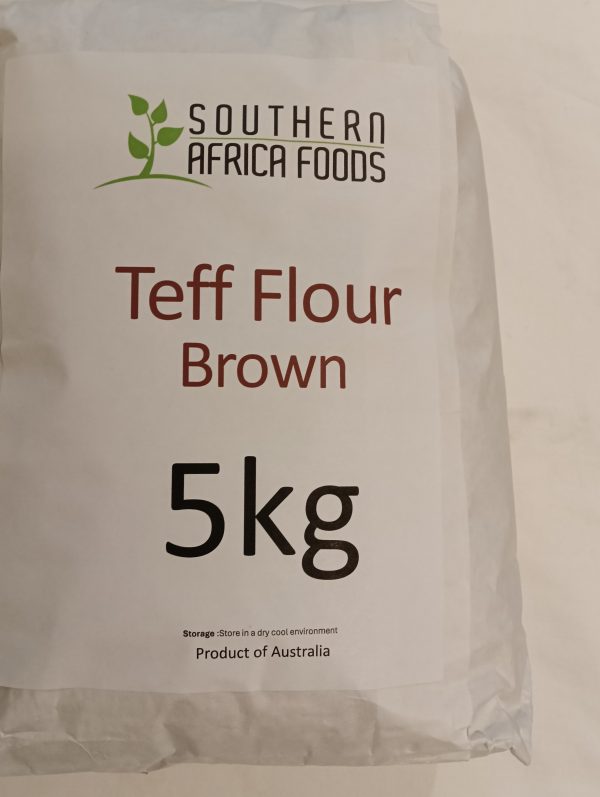 SOUTHERN
AFRICA FOODS
Teff Flour
Brown
5kg
Storage :Store in a dry cool environment
Product of Australia